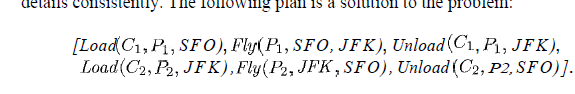 details consistently. The following plan is a solution to the problem:
[Load(C₁, P₁, SFO), Fly(P₁, SFO, JFK), Unload(C₁, P₁, JFK),
Load(C₂, P₂, JFK), Fly(P₂, JFK, SFO), Unload(C₂, P2, SFO)].